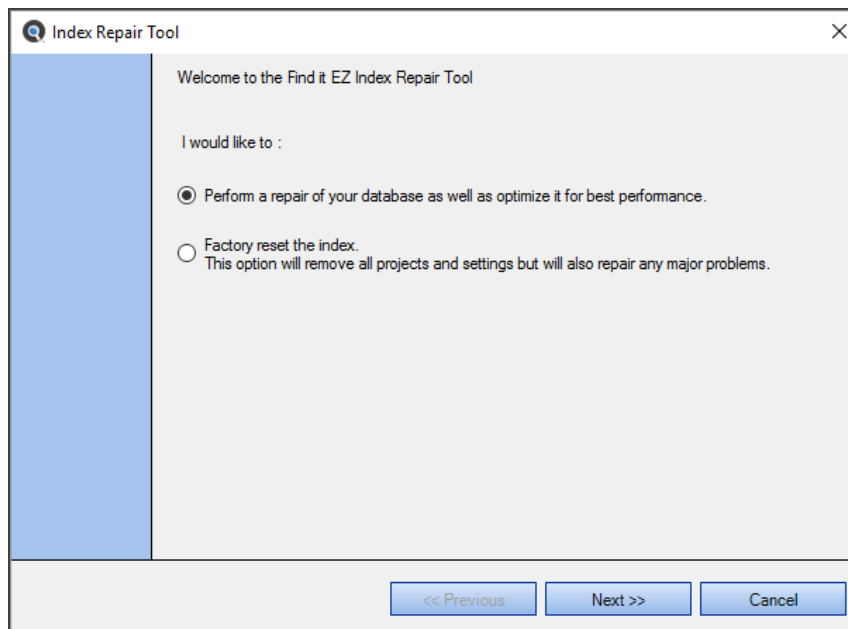 Index Repair Tool
Welcome to the Find it EZ Index Repair Tool
I would like to :
Perform a repair of your database as well as optimize it for best performance.
Factory reset the index.
This option will remove all projects and settings but will also repair any major problems.
<< Previous
Next >>
Cancel